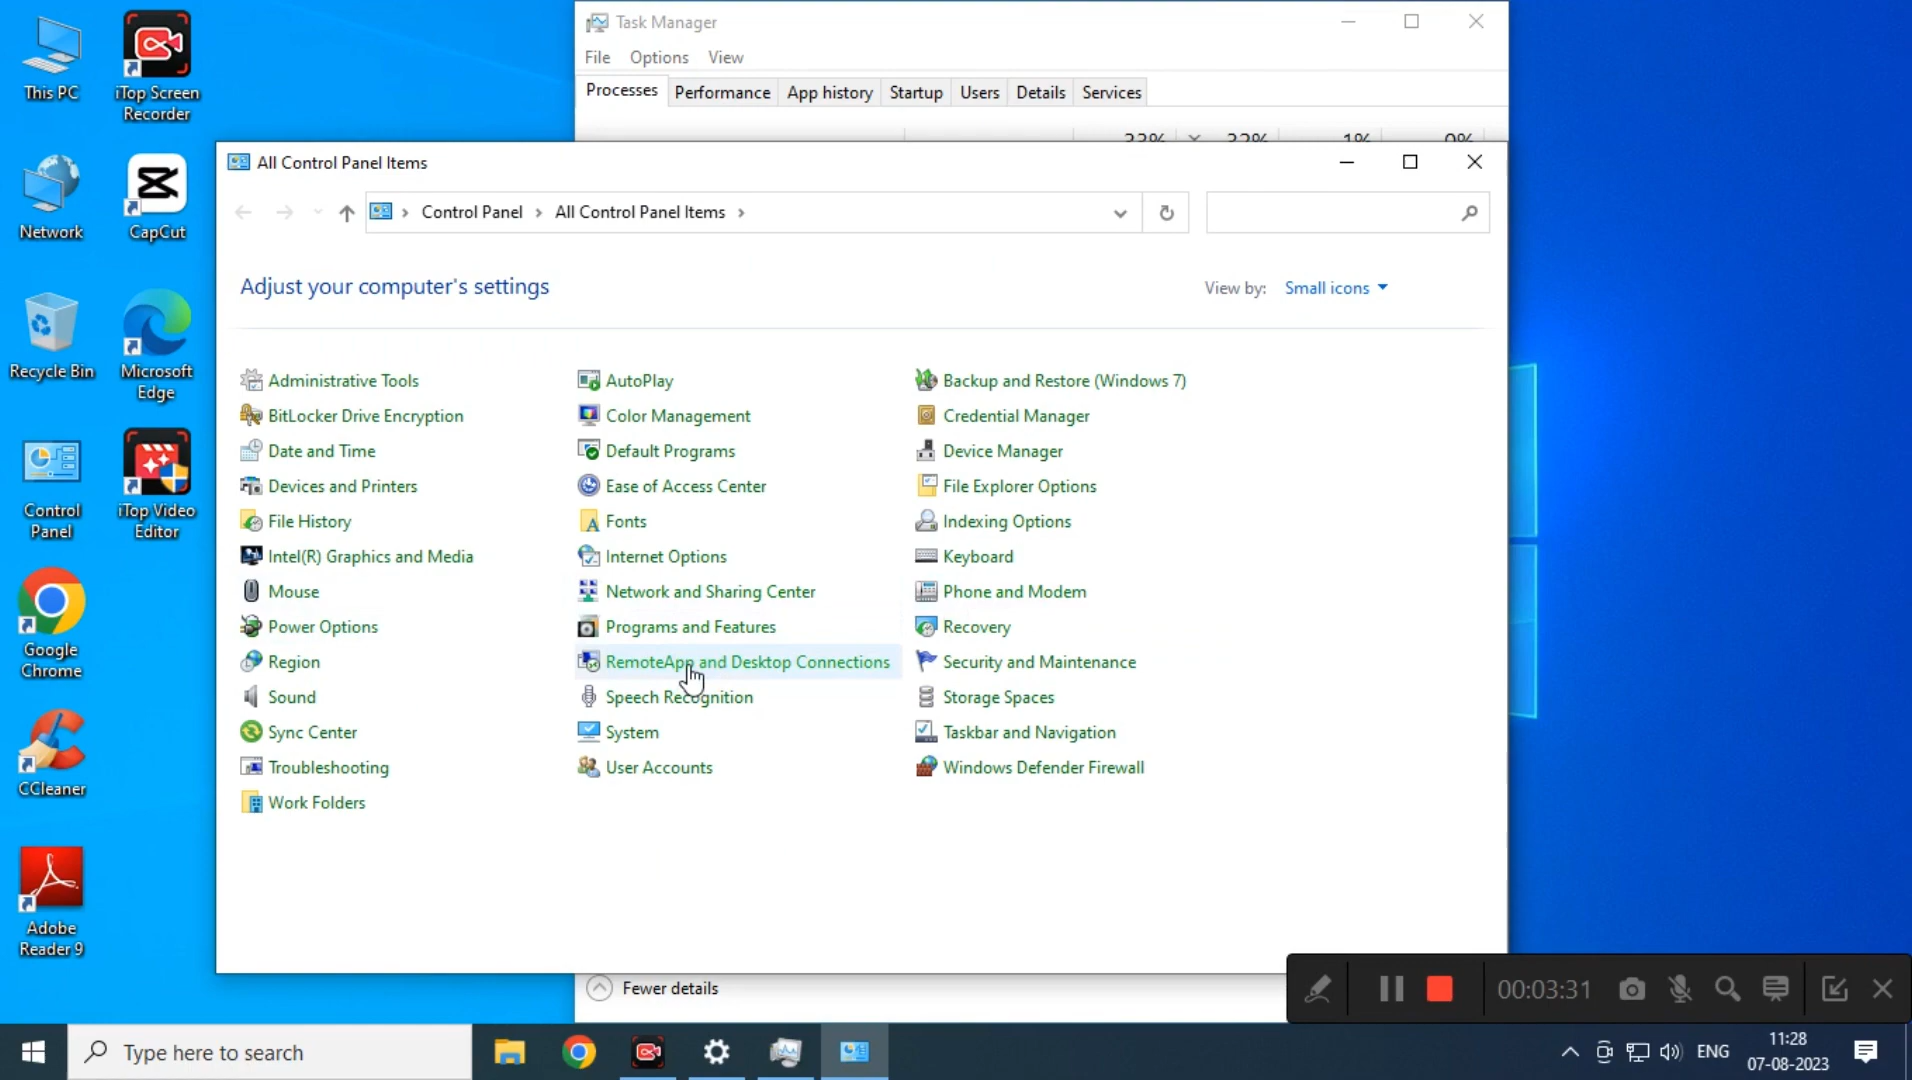 This PC
iTop Screen
Recorder
Network
CapCut
Recycle Bin
Microsoft
Edge
Control
Panel
iTop Video
Editor
Google
Chrome
CCleaner
Adobe
Reader 9
Task Manager
File Options View
Processes Performance App history Startup Users Details Services
33% 32% 1% 0%
All Control Panel Items
Control Panel All Control Panel Items
Adjust your computer's settings
View by: Small icons
Administrative Tools
AutoPlay
Backup and Restore (Windows 7)
BitLocker Drive Encryption
Color Management
Credential Manager
Date and Time
Default Programs
Device Manager
Devices and Printers
Ease of Access Center
File Explorer Options
File History
Fonts
Indexing Options
Intel(R) Graphics and Media
Internet Options
Keyboard
Mouse
Network and Sharing Center
Phone and Modem
Power Options
Programs and Features
Recovery
Region
RemoteApp and Desktop Connections
Security and Maintenance
Sound
Speech Recognition
Storage Spaces
Sync Center
System
Taskbar and Navigation
Troubleshooting
User Accounts
Windows Defender Firewall
Work Folders
Fewer details
00:03:31
Type here to search
ENG
11:28
07-08-2023